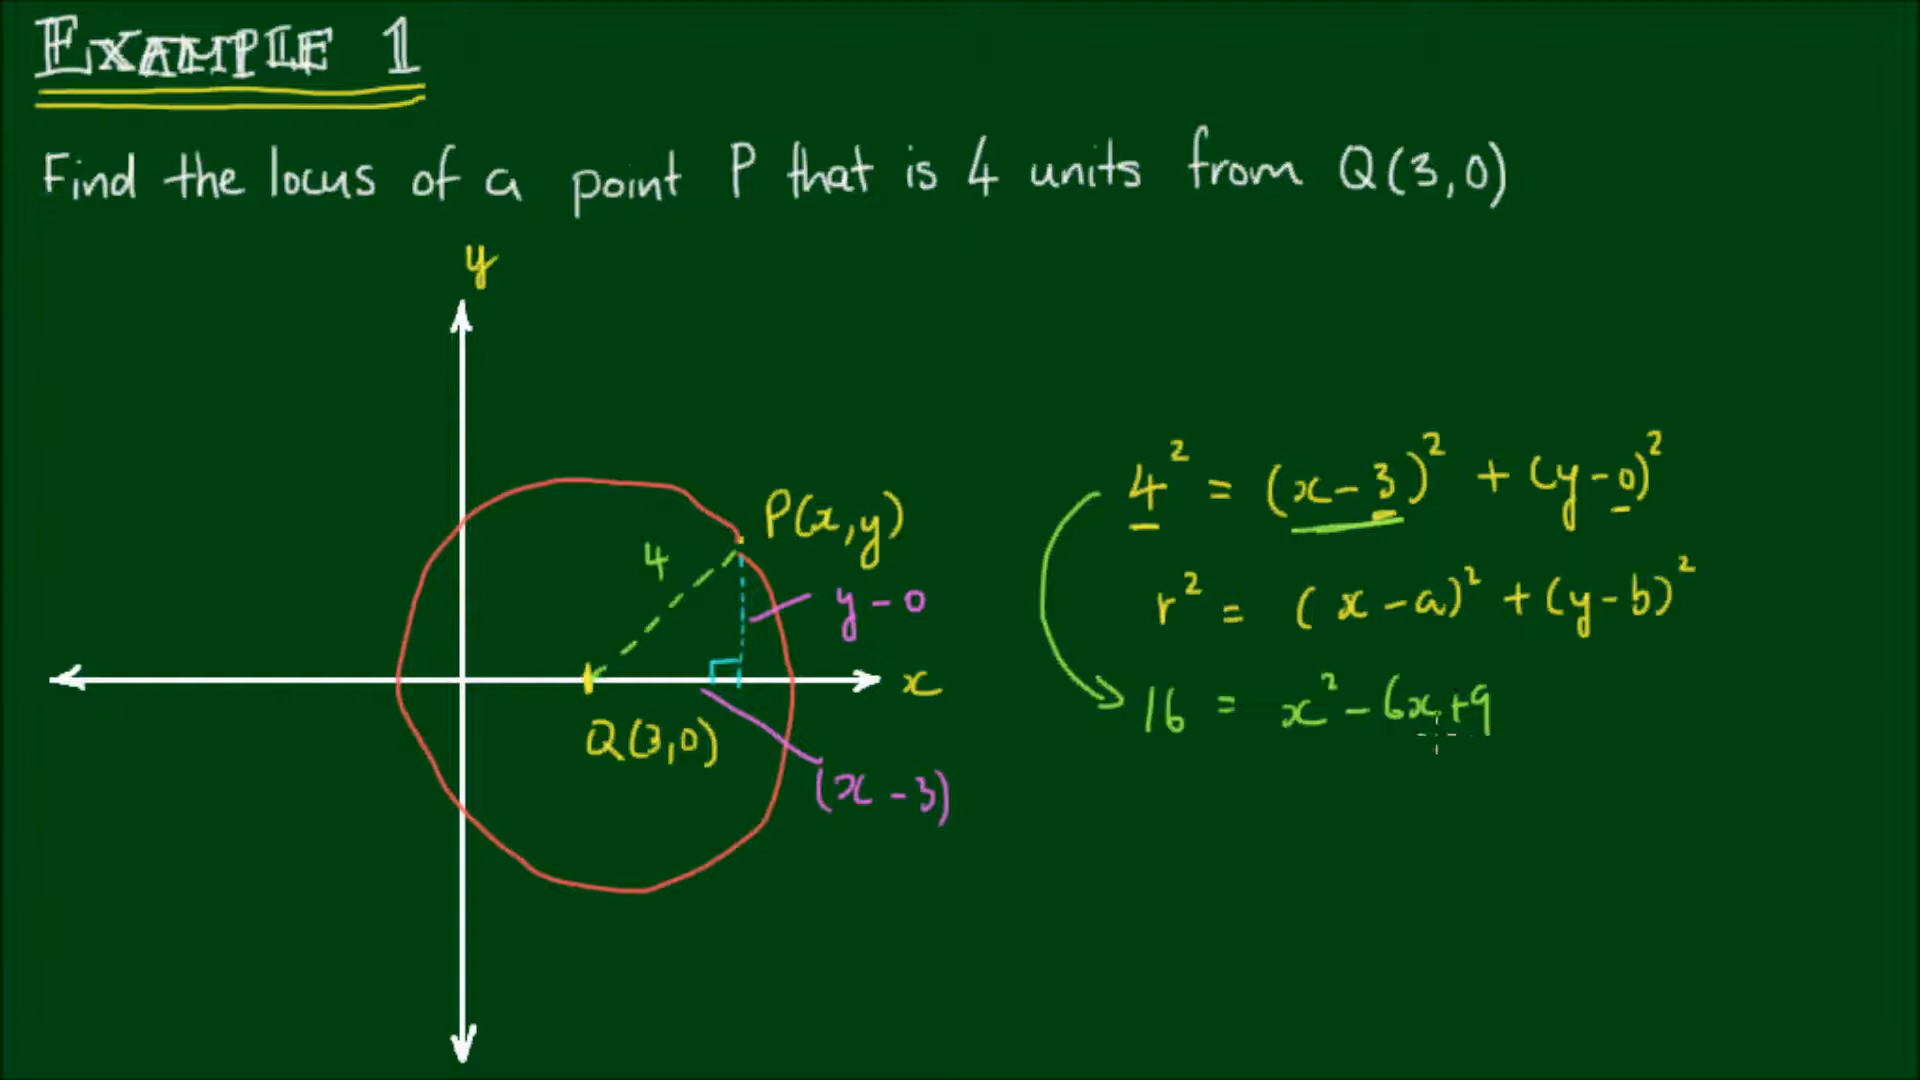 EXAMPLE 1
Find the locus of a point P that is 4 units from Q(3,0)
y
P(x,y)
4
y-0
x
Q(3,0)
(x-3)
4² = (x-3)² + (y-0)²
r² = (x-a)² + (y-b)²
16 = x² - 6x+9